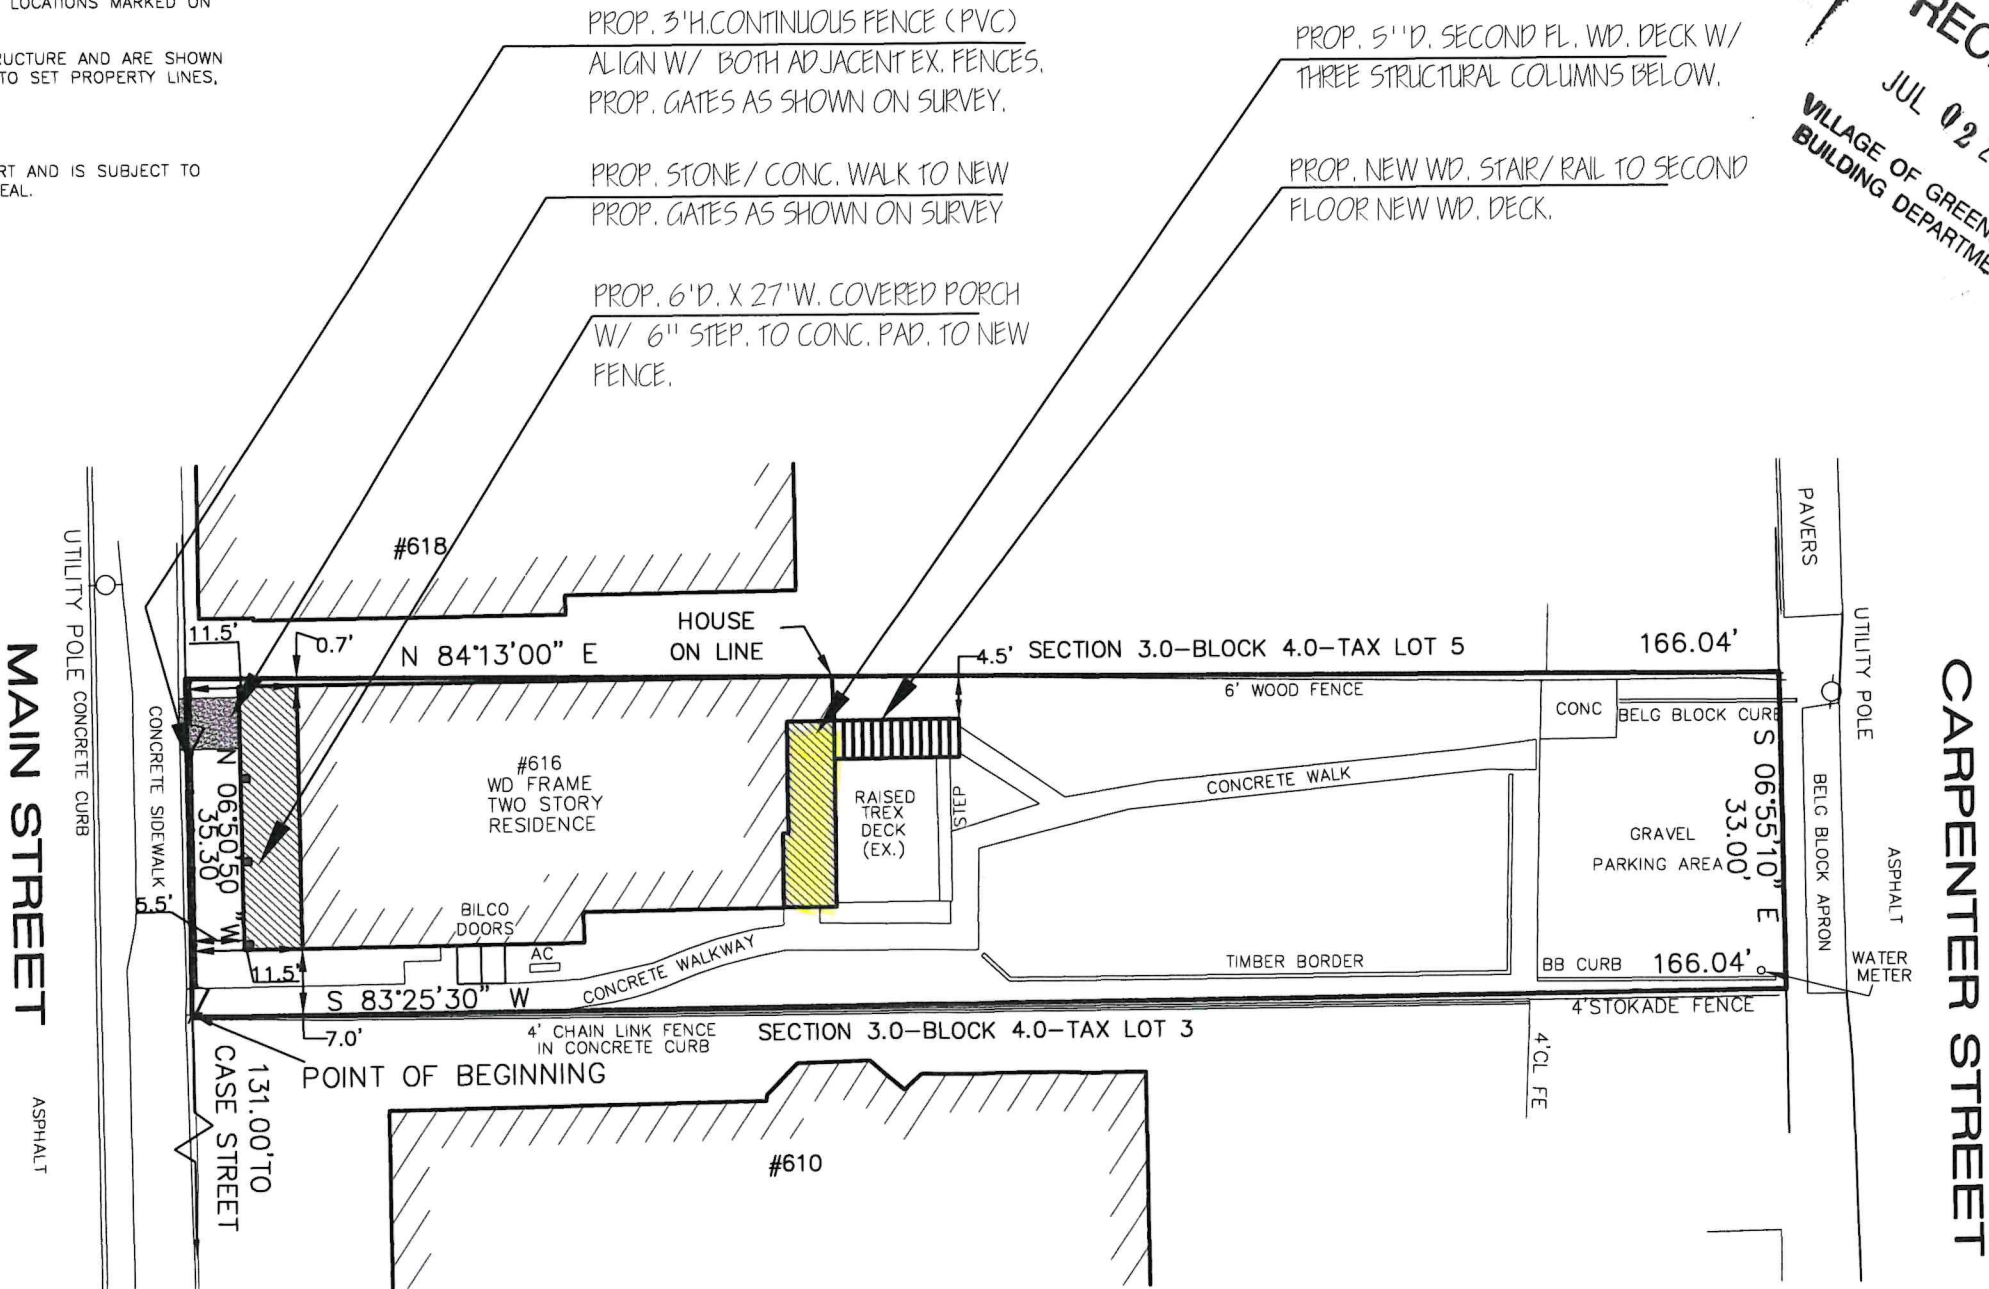 LOCATIONS MARKED ON
RUCTURE AND ARE SHOWN
TO SET PROPERTY LINES,
RT AND IS SUBJECT TO
EAL.
PROP. 3'H.CONTINUOUS FENCE (PVC)
ALIGN W/ BOTH ADJACENT EX. FENCES.
PROP. GATES AS SHOWN ON SURVEY.
PROP. STONE/ CONC. WALK TO NEW
PROP. GATES AS SHOWN ON SURVEY
PROP. 6'D. X 27'W. COVERED PORCH
W/ 6" STEP. TO CONC. PAD. TO NEW
FENCE.
PROP. 5''D. SECOND FL. WD. DECK W/
THREE STRUCTURAL COLUMNS BELOW.
PROP. NEW WD. STAIR/ RAIL TO SECOND
FLOOR NEW WD. DECK.
REC
JUL 02 2
VILLAGE OF GREEN
BUILDING DEPARTME
MAIN STREET
ASPHALT
UTILITY POLE
CONCRETE CURB
CONCRETE SIDEWALK
#618
11.5'
0.7'
N 84°13'00" E
HOUSE
ON LINE
4.5'
SECTION 3.0-BLOCK 4.0-TAX LOT 5
166.04'
6' WOOD FENCE
CONC
BELG BLOCK CURB
N 06°50'50 "W
35.30'
5.5'
11.5'
#616
WD FRAME
TWO STORY
RESIDENCE
RAISED
TREX
DECK
(EX.)
STEP
CONCRETE WALK
GRAVEL
PARKING AREA
S 06°55'10" E
33.00'
BILCO
DOORS
AC
CONCRETE WALKWAY
TIMBER BORDER
BB CURB
166.04'
S 83°25'30" W
7.0'
4' CHAIN LINK FENCE
IN CONCRETE CURB
SECTION 3.0-BLOCK 4.0-TAX LOT 3
4'STOKADE FENCE
4'CL FE
POINT OF BEGINNING
131.00'TO
CASE STREET
#610
PAVERS
UTILITY POLE
BELG BLOCK APRON
ASPHALT
WATER
METER
CARPENTER STREET